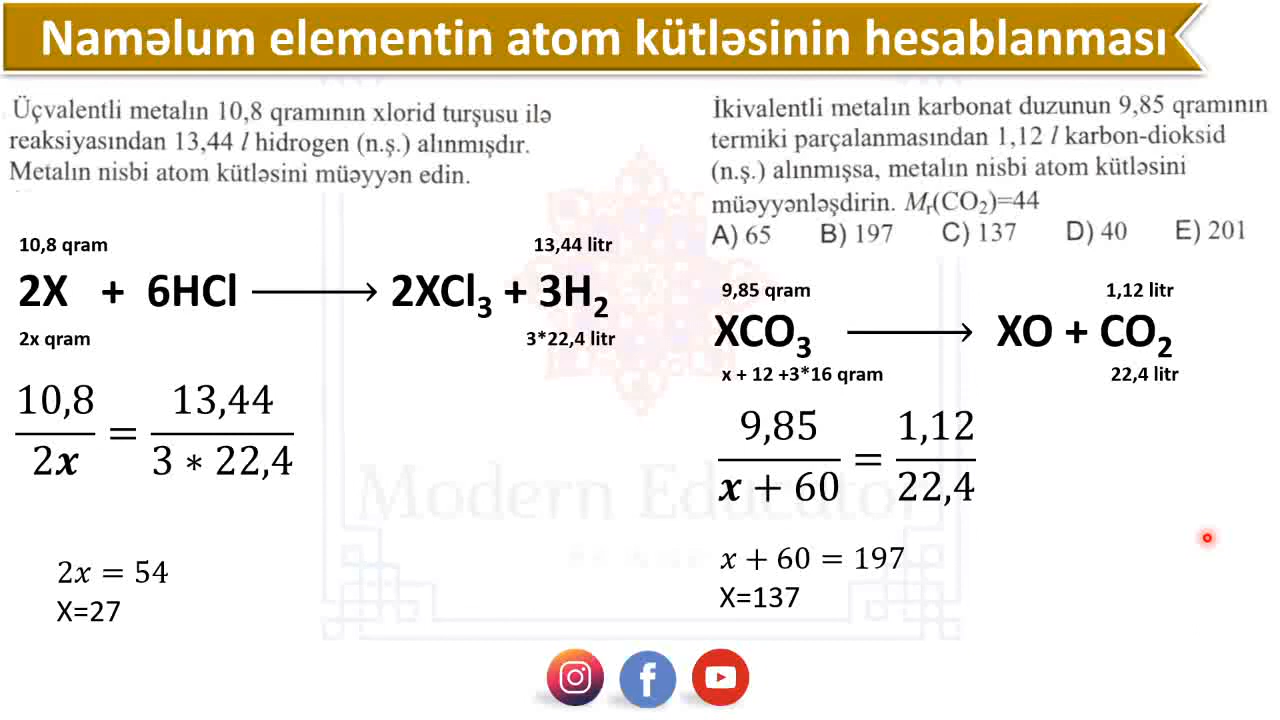 Naməlum elementin atom kütləsinin hesablanması
Üçvalentli metalın 10,8 qramının xlorid turşusu ilə
reaksiyasından 13,44 l hidrogen (n.ş.) alınmışdır.
Metalın nisbi atom kütləsini müəyyən edin.
10,8 qram
13,44 litr
2X + 6HCl ⟶ 2XCl₃ + 3H₂
2x qram
3*22,4 litr
10,8/2x = 13,44/3 * 22,4
2x = 54
X=27
İkivalentli metalın karbonat duzunun 9,85 qramının
termiki parçalanmasından 1,12 l karbon-dioksid
(n.ş.) alınmışsa, metalın nisbi atom kütləsini
müəyyənləşdirin. Mr(CO₂)=44
A) 65 B) 197 C) 137 D) 40 E) 201
9,85 qram
1,12 litr
XCO₃ ⟶ XO + CO₂
x + 12 +3*16 qram
22,4 litr
9,85/x + 60 = 1,12/22,4
x + 60 = 197
X=137
Modern Educator